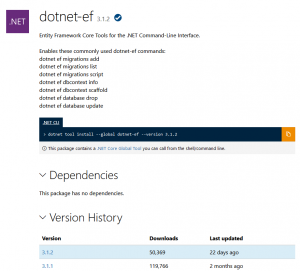 .NET
dotnet-ef 3.1.2
Entity Framework Core Tools for the .NET Command-Line Interface.
Enables these commonly used dotnet-ef commands:
dotnet ef migrations add
dotnet ef migrations list
dotnet ef migrations script
dotnet ef dbcontext info
dotnet ef dbcontext scaffold
dotnet ef database drop
dotnet ef database update
.NET CLI
> dotnet tool install --global dotnet-ef --version 3.1.2
This package contains a .NET Core Global Tool you can call from the shell/command line.
Dependencies
This package has no dependencies.
Version History
Version Downloads Last updated
3.1.2 50,369 22 days ago
3.1.1 119,766 2 months ago